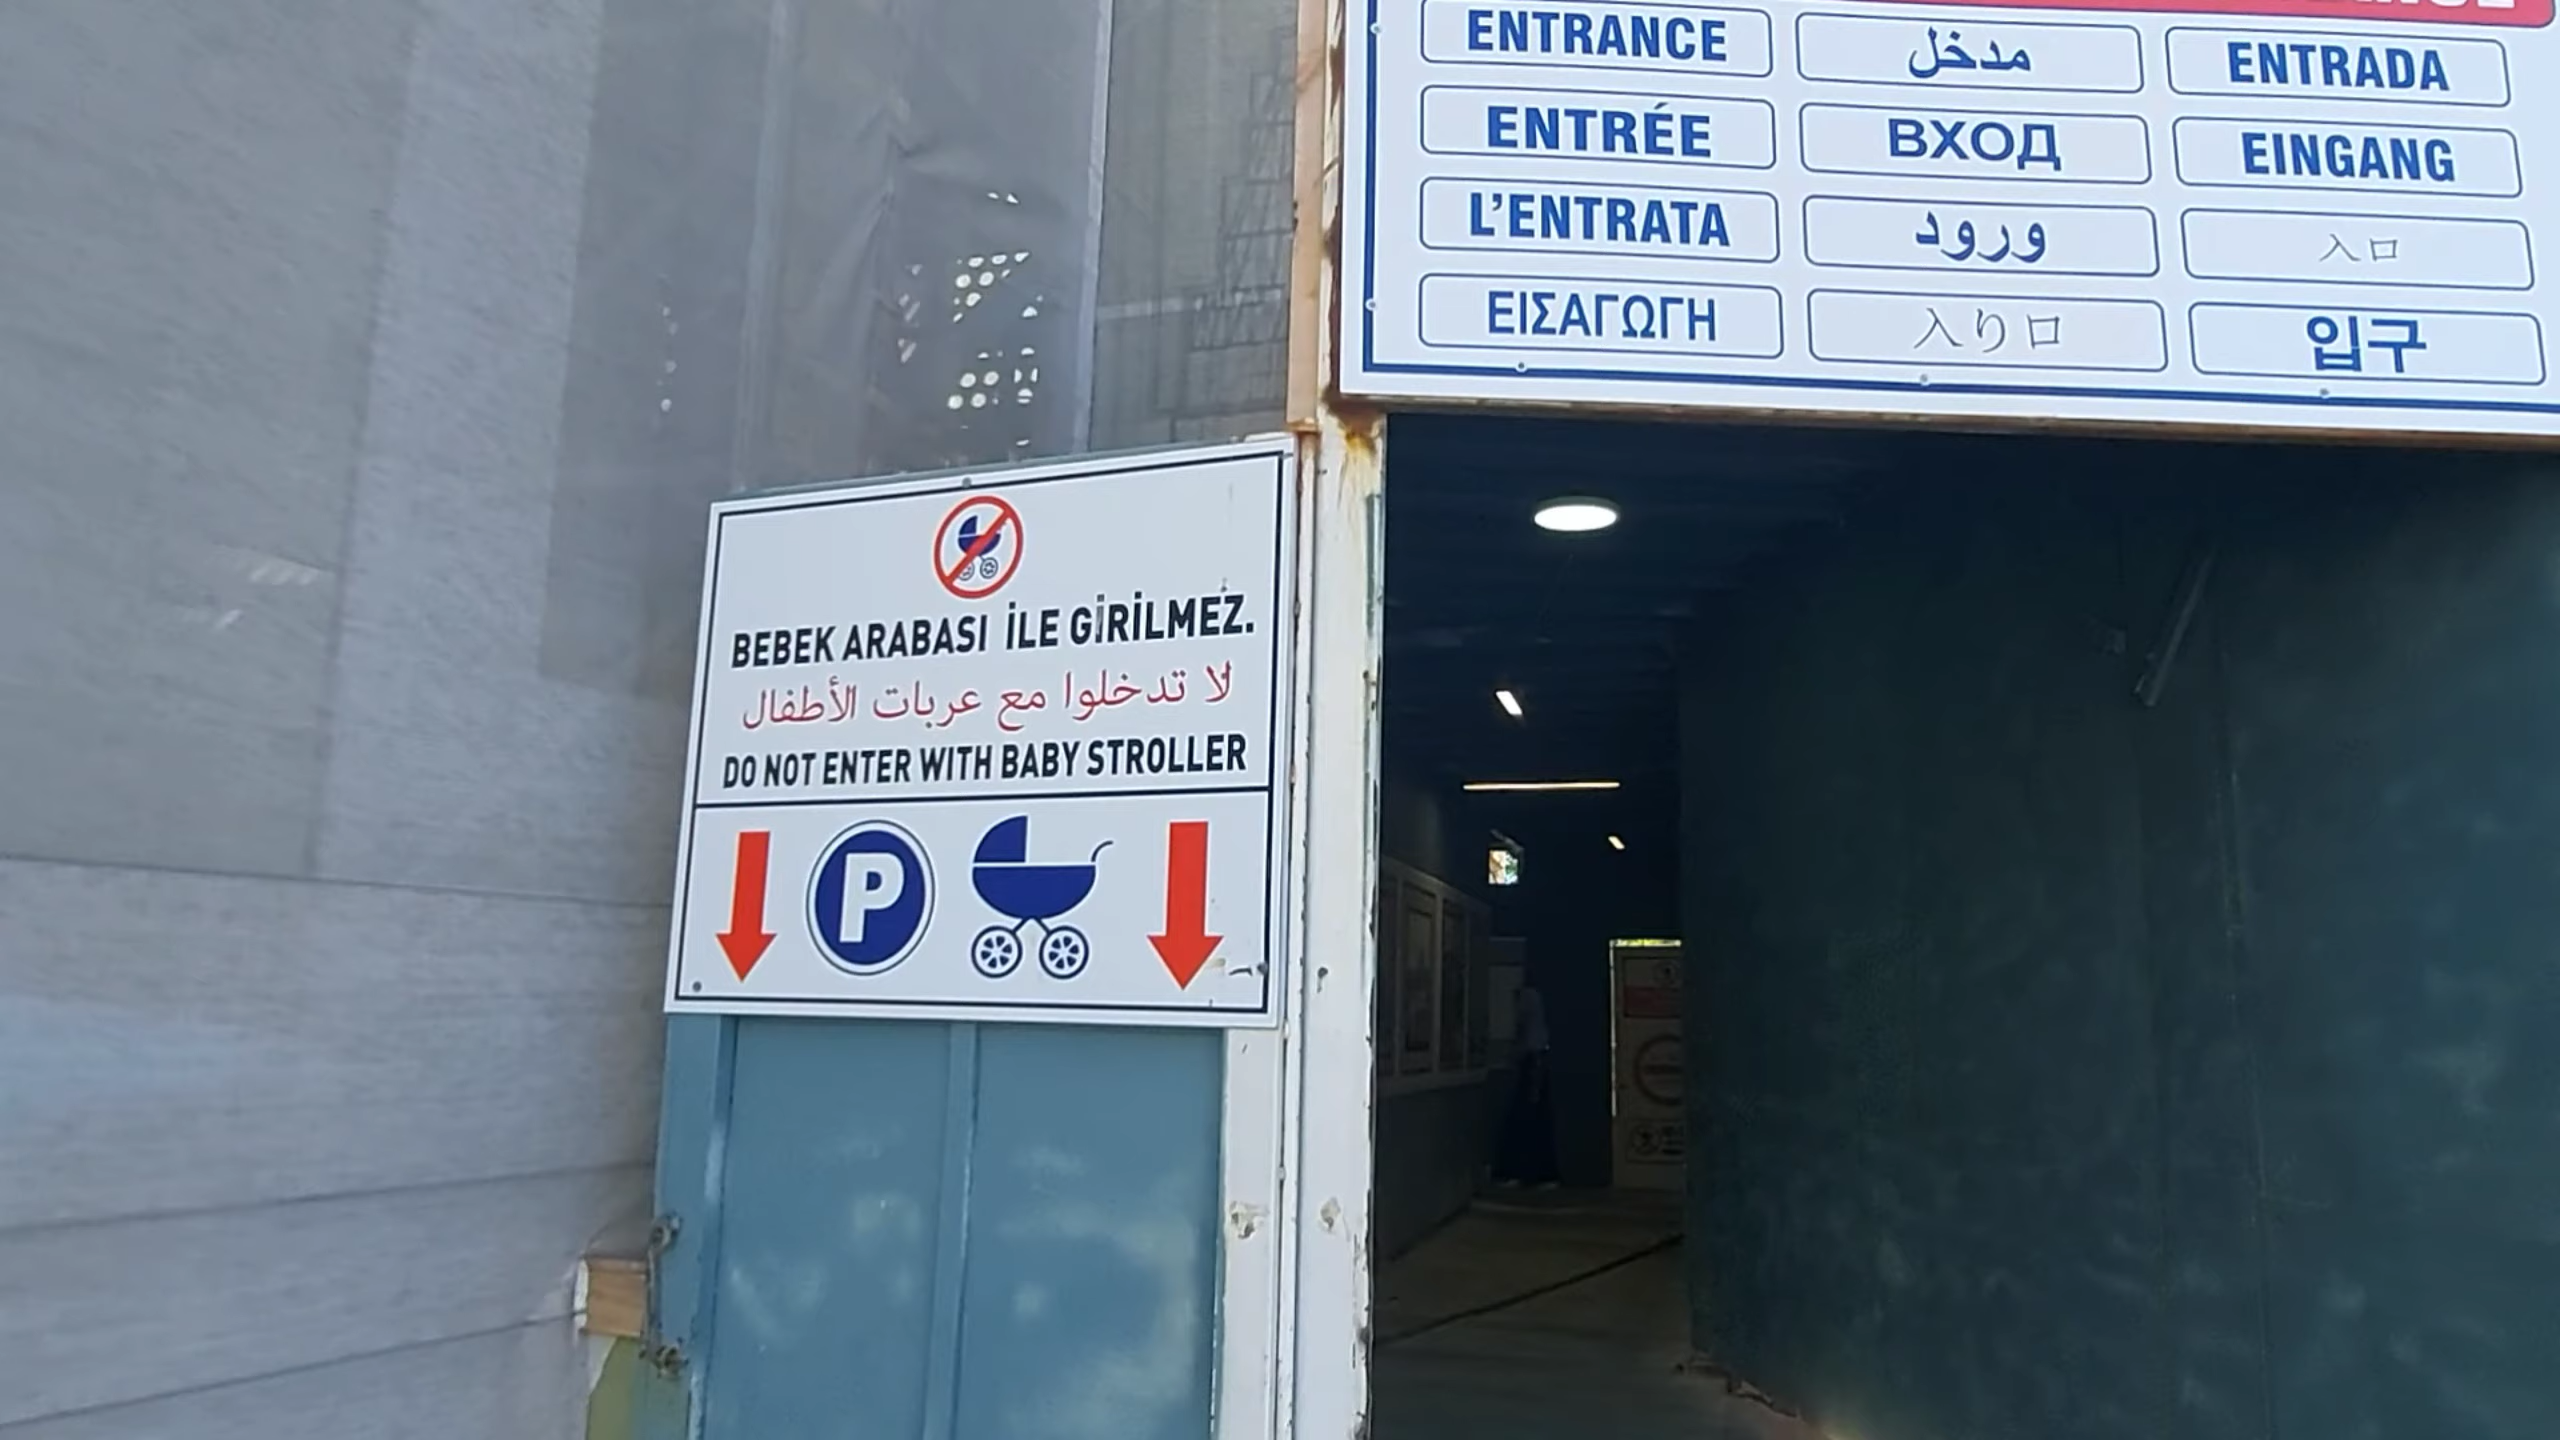 ENTRANCE
مدخل
ENTRADA
ENTRÉE
ВХОД
EINGANG
L'ENTRATA
ورود
入口
ΕΙΣΑΓΩΓΗ
入り口
입구
BEBEK ARABASI İLE GİRİLMEZ.
لا تدخلوا مع عربات الأطفال
DO NOT ENTER WITH BABY STROLLER
P